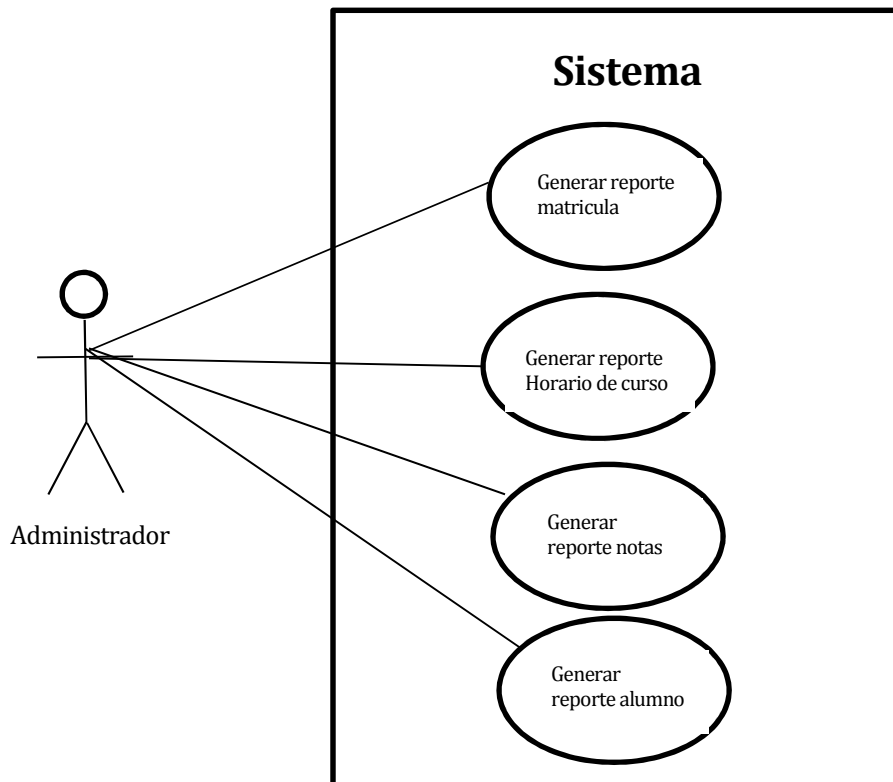 Sistema
Generar reporte
matricula
Generar reporte
Horario de curso
Generar
reporte notas
Administrador
Generar
reporte alumno